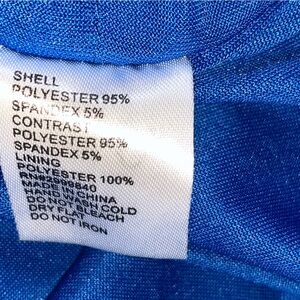 SHELL
POLYESTER 95%
SPANDEX 5%
CONTRAST
POLYESTER 95%
SPANDEX 5%
LINING
POLYESTER 100%
MADE IN CHINA
HAND WASH COLD
DO NOT BLEACH
DRY FLAT
DO NOT IRON